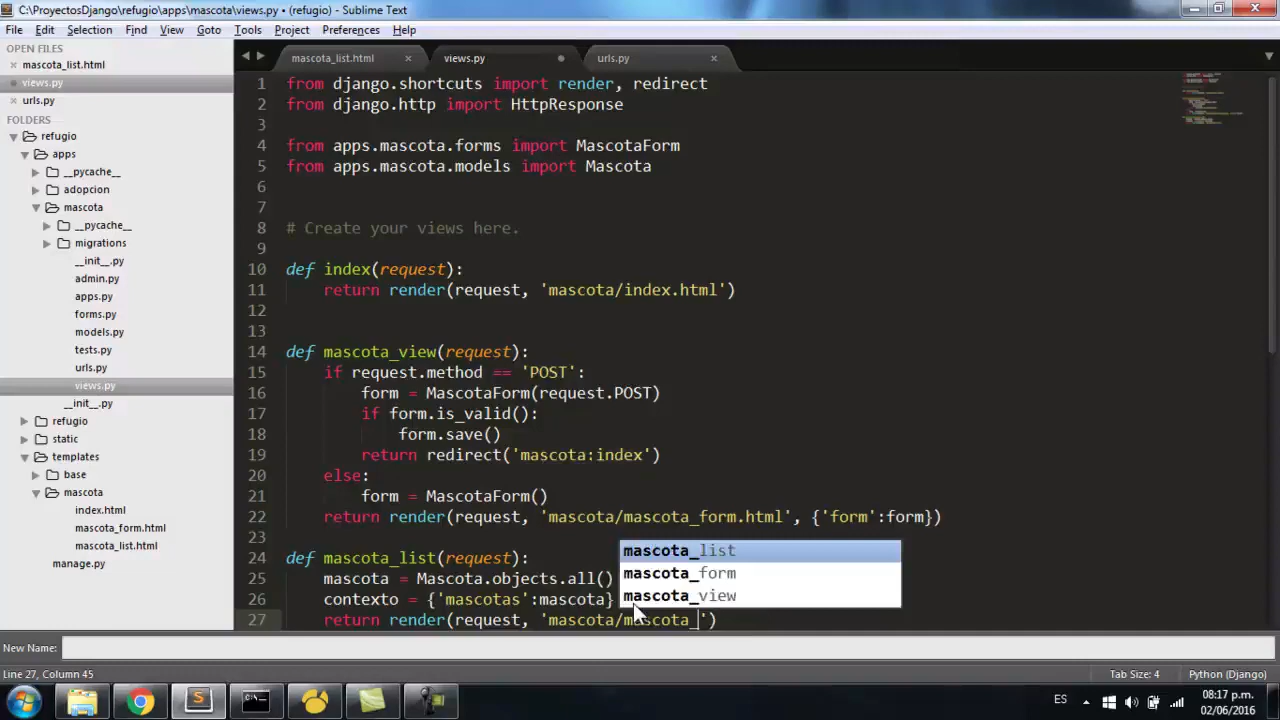 C:\ProyectosDjango\refugio\apps\mascota\views.py • (refugio) - Sublime Text
File Edit Selection Find View Goto Tools Project Preferences Help
OPEN FILES
mascota_list.html
views.py
urls.py
FOLDERS
refugio
apps
__pycache__
adopcion
mascota
__pycache__
migrations
__init__.py
admin.py
apps.py
forms.py
models.py
tests.py
urls.py
views.py
__init__.py
refugio
static
templates
base
mascota
index.html
mascota_form.html
mascota_list.html
manage.py
mascota_list.html views.py urls.py
1 from django.shortcuts import render, redirect
2 from django.http import HttpResponse
3
4 from apps.mascota.forms import MascotaForm
5 from apps.mascota.models import Mascota
6
7
8 # Create your views here.
9
10 def index(request):
11 return render(request, 'mascota/index.html')
12
13
14 def mascota_view(request):
15 if request.method == 'POST':
16 form = MascotaForm(request.POST)
17 if form.is_valid():
18 form.save()
19 return redirect('mascota:index')
20 else:
21 form = MascotaForm()
22 return render(request, 'mascota/mascota_form.html', {'form':form})
23
24 def mascota_list(request):
25 mascota = Mascota.objects.all()
26 contexto = {'mascotas':mascota}
27 return render(request, 'mascota/mascota_')
mascota_list
mascota_form
mascota_view
New Name:
Line 27, Column 45
Tab Size: 4 Python (Django)
ES
08:17 p.m.
02/06/2016